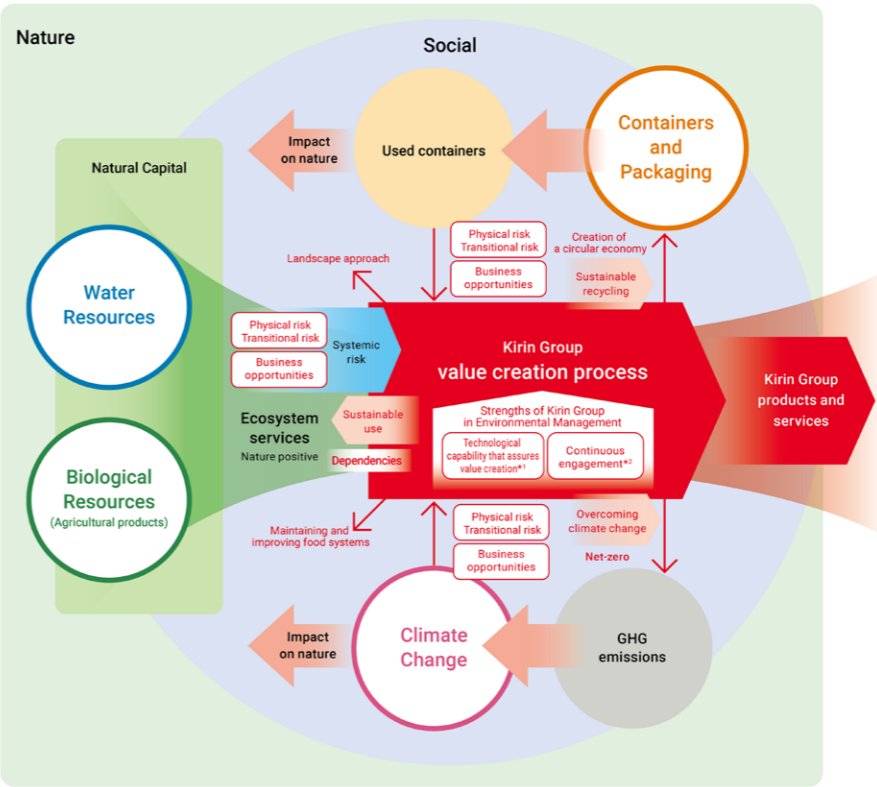 Nature
Social
Natural Capital
Impact
on nature
Used containers
Containers
and
Packaging
Water
Resources
Landscape approach
Physical risk
Transitional risk
Business
opportunities
Creation of
a circular economy
Sustainable
recycling
Physical risk
Transitional risk
Business
opportunities
Systemic
risk
Kirin Group
value creation process
Kirin Group
products and
services
Strengths of Kirin Group
in Environmental Management
Technological
capability that assures
value creation*1
Continuous
engagement*2
Ecosystem
services
Nature positive
Sustainable
use
Dependencies
Biological
Resources
(Agricultural products)
Maintaining and
improving food systems
Physical risk
Transitional risk
Business
opportunities
Overcoming
climate change
Net-zero
Impact
on nature
Climate
Change
GHG
emissions